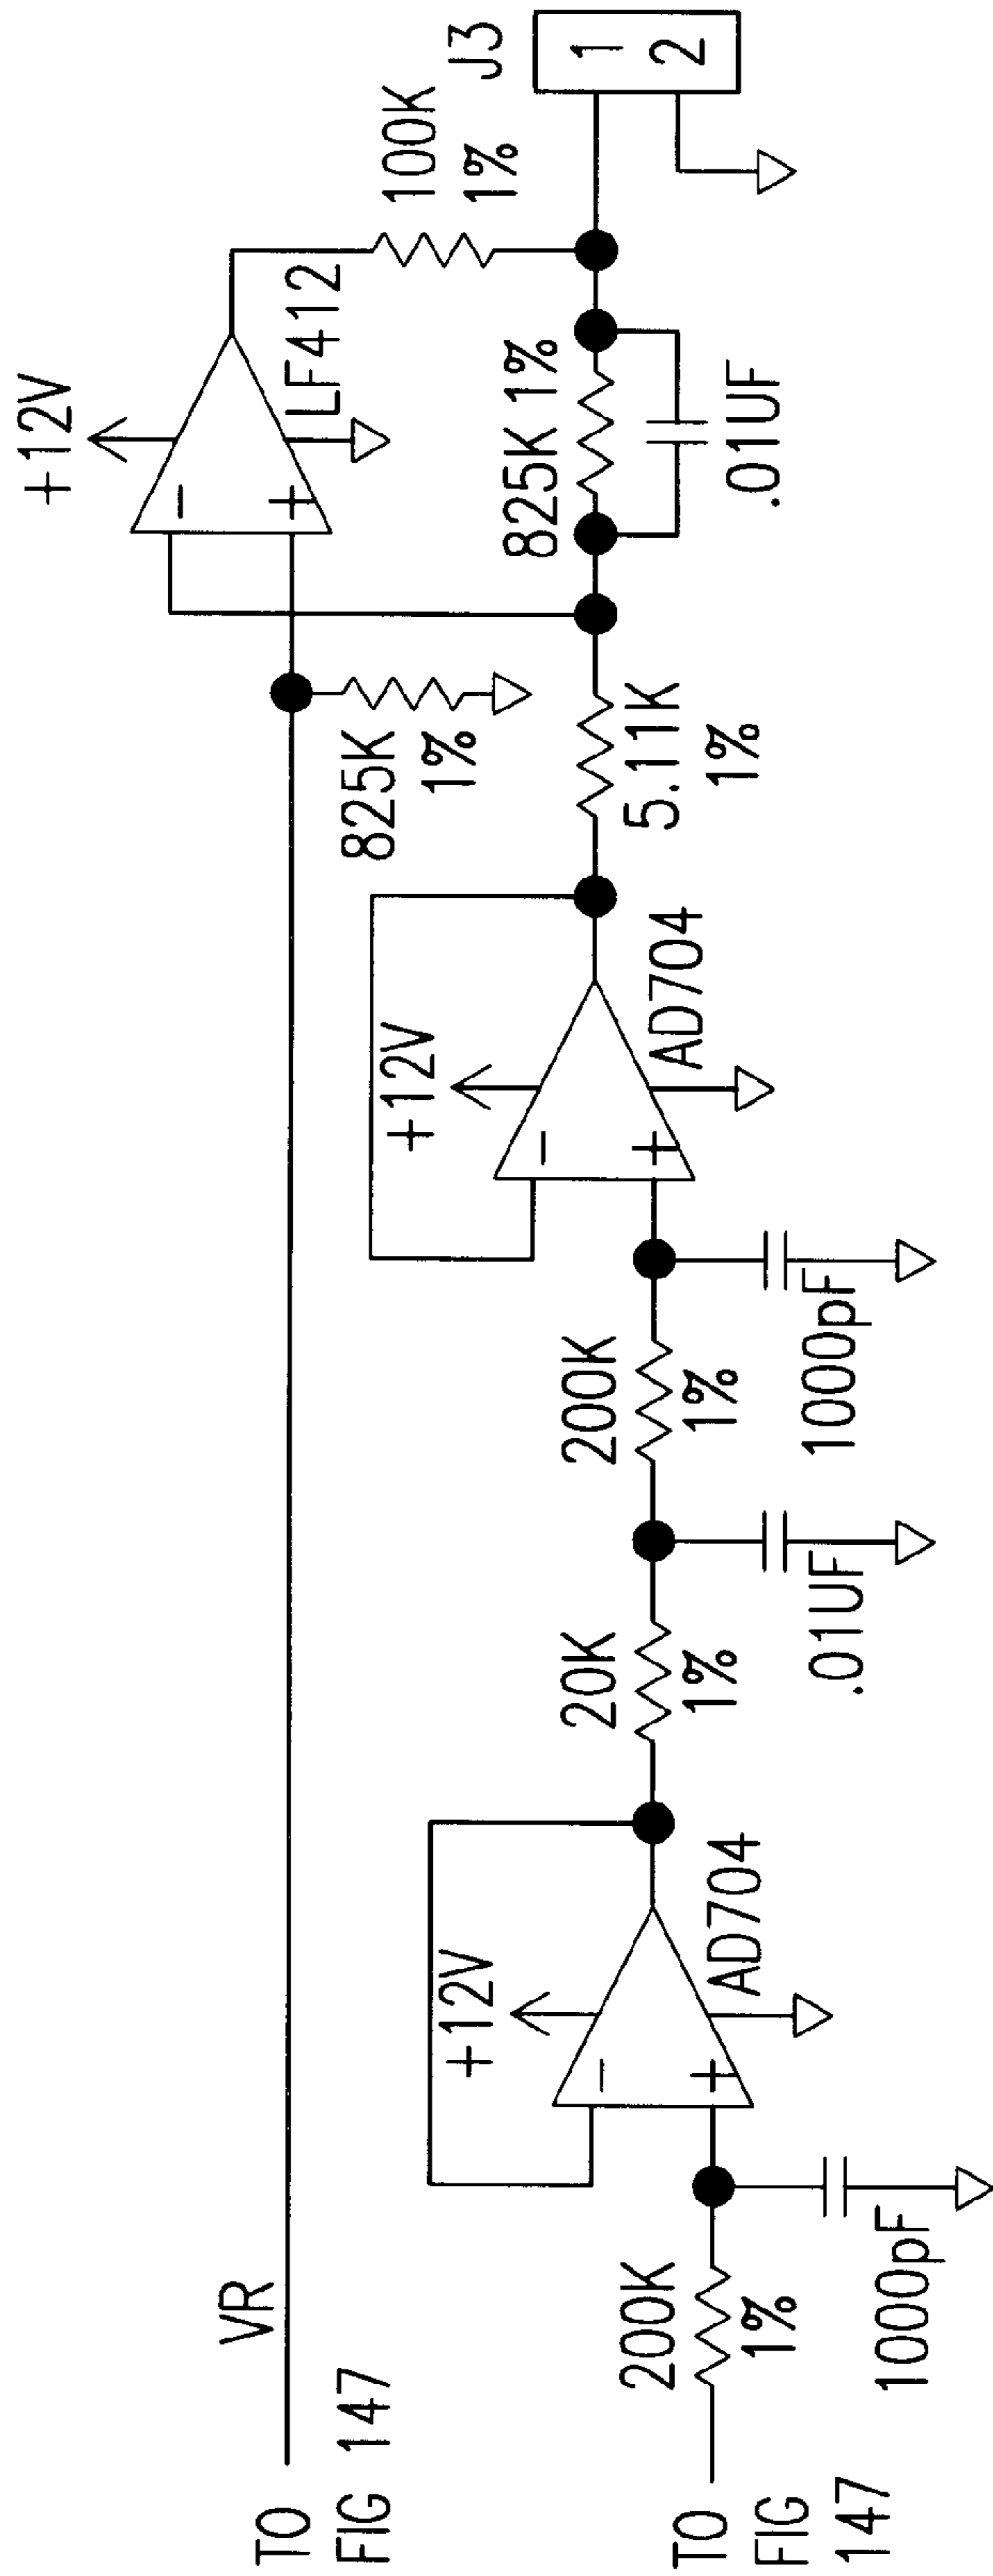 TO
FIG 147
VR
TO
FIG
147
200K
1%
1000pF
+12V
−
+
AD704
20K
1%
.01UF
200K
1%
1000pF
+12V
−
+
AD704
825K
1%
5.11K
1%
+12V
−
+
LF412
825K 1%
.01UF
100K
1%
J3
1
2